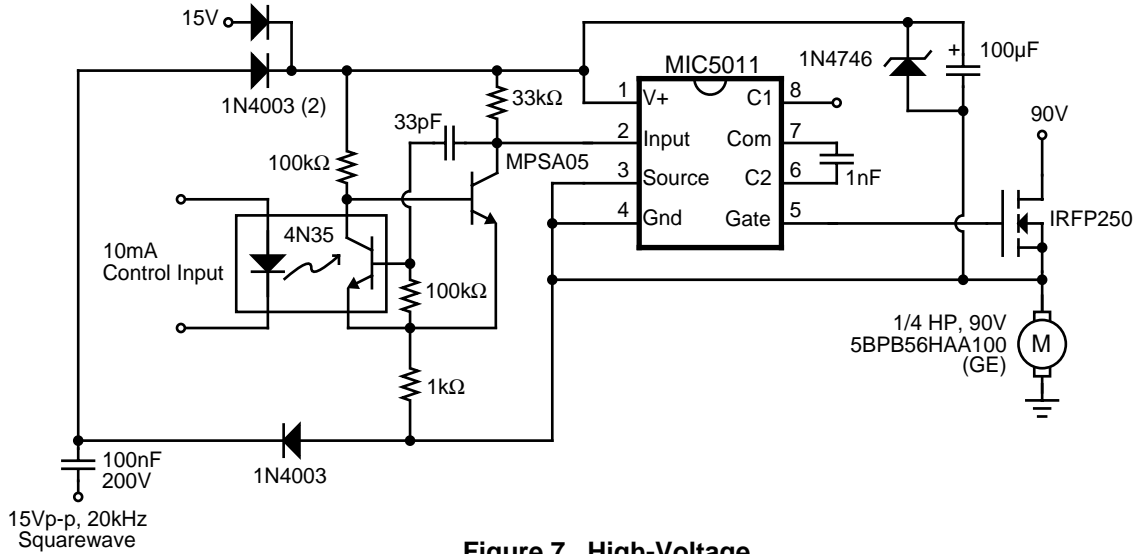 15V
1N4003 (2)
33kΩ
33pF
100kΩ
MPSA05
4N35
10mA
Control Input
100kΩ
1kΩ
1N4003
100nF
200V
15Vp-p, 20kHz
Squarewave
MIC5011
1 V+ C1 8
2 Input Com 7
3 Source C2 6
4 Gnd Gate 5
1nF
1N4746
+ 100µF
90V
IRFP250
1/4 HP, 90V
5BPB56HAA100
(GE)
M
Figure 7. High-Voltage